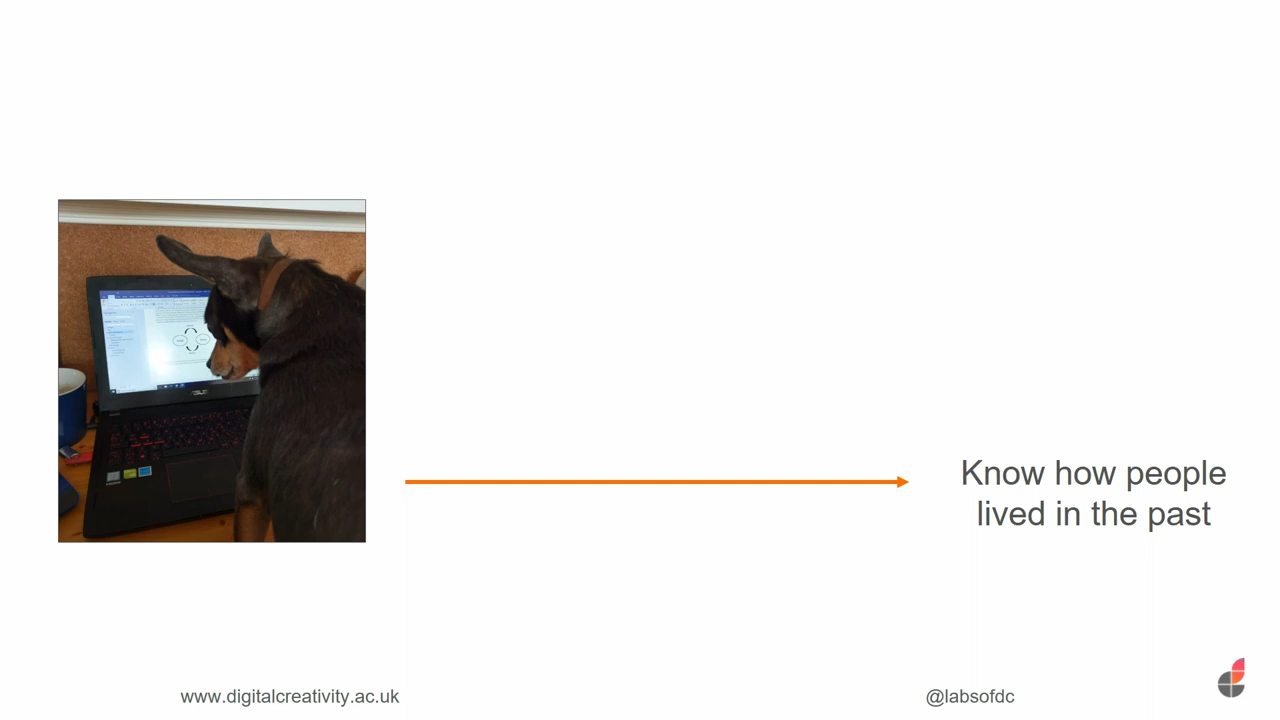 Know how people
lived in the past
www.digitalcreativity.ac.uk
@labsofdc